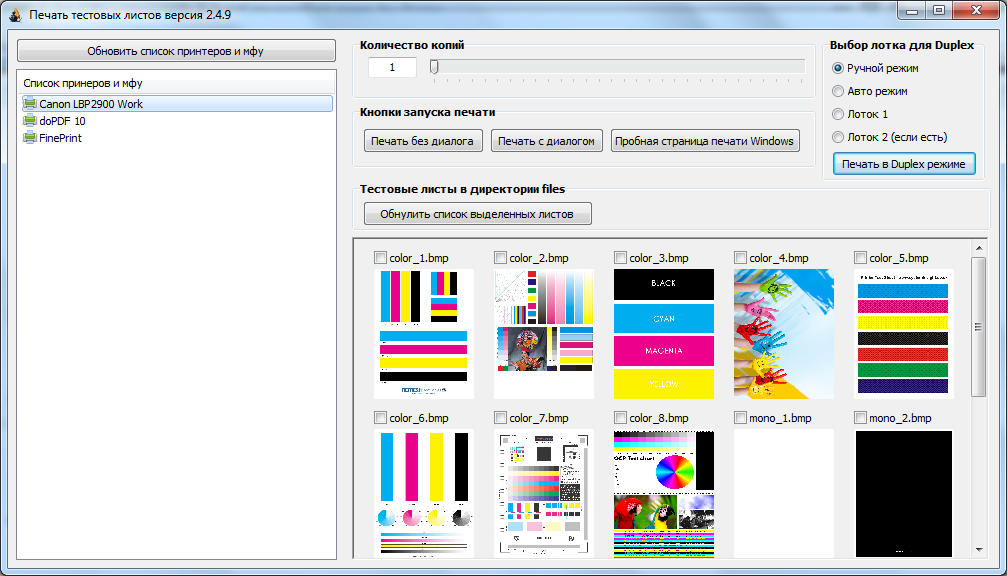 Печать тестовых листов версия 2.4.9
Обновить список принтеров и мфу
Список принеров и мфу
Canon LBP2900 Work
doPDF 10
FinePrint
Количество копий
1
Кнопки запуска печати
Печать без диалога
Печать с диалогом
Пробная страница печати Windows
Выбор лотка для Duplex
Ручной режим
Авто режим
Лоток 1
Лоток 2 (если есть)
Печать в Duplex режиме
Тестовые листы в директории files
Обнулить список выделенных листов
color_1.bmp
color_2.bmp
color_3.bmp
color_4.bmp
color_5.bmp
BLACK
CYAN
MAGENTA
YELLOW
color_6.bmp
color_7.bmp
color_8.bmp
mono_1.bmp
mono_2.bmp